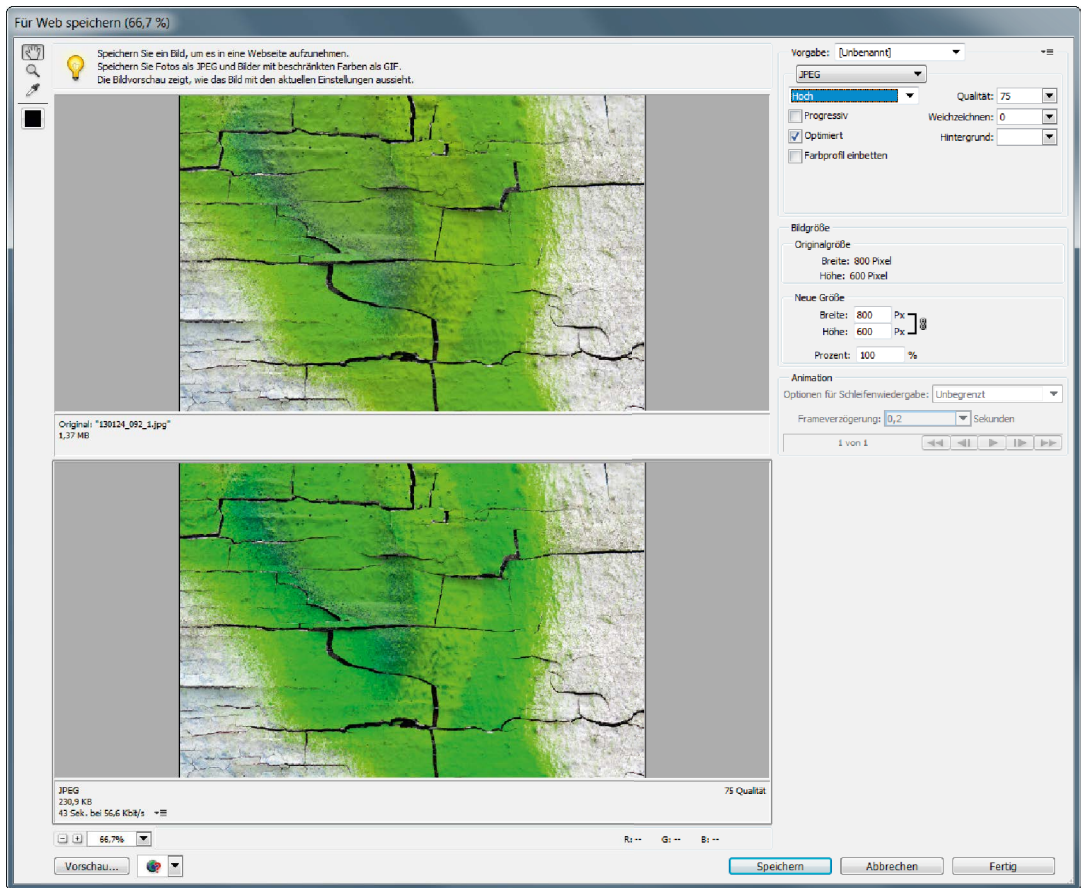 Für Web speichern (66,7 %)
Speichern Sie ein Bild, um es in eine Webseite aufzunehmen.
Speichern Sie Fotos als JPEG und Bilder mit beschränkten Farben als GIF.
Die Bildvorschau zeigt, wie das Bild mit den aktuellen Einstellungen aussieht.
Original: "130124_092_1.jpg"
1,37 MB
JPEG
230,9 KB
43 Sek. bei 56,6 Kbit/s
75 Qualität
66,7%
R: -- G: -- B: --
Vorschau...
Speichern
Abbrechen
Fertig
Vorgabe: [Unbenannt]
JPEG
Hoch
Qualität: 75
Progressiv
Weichzeichnen: 0
Optimiert
Hintergrund:
Farbprofil einbetten
Bildgröße
Originalgröße
Breite: 800 Pixel
Höhe: 600 Pixel
Neue Größe
Breite: 800 Px
Höhe: 600 Px
Prozent: 100 %
Animation
Optionen für Schleifenwiedergabe: Unbegrenzt
Frameverzögerung: 0,2 Sekunden
1 von 1